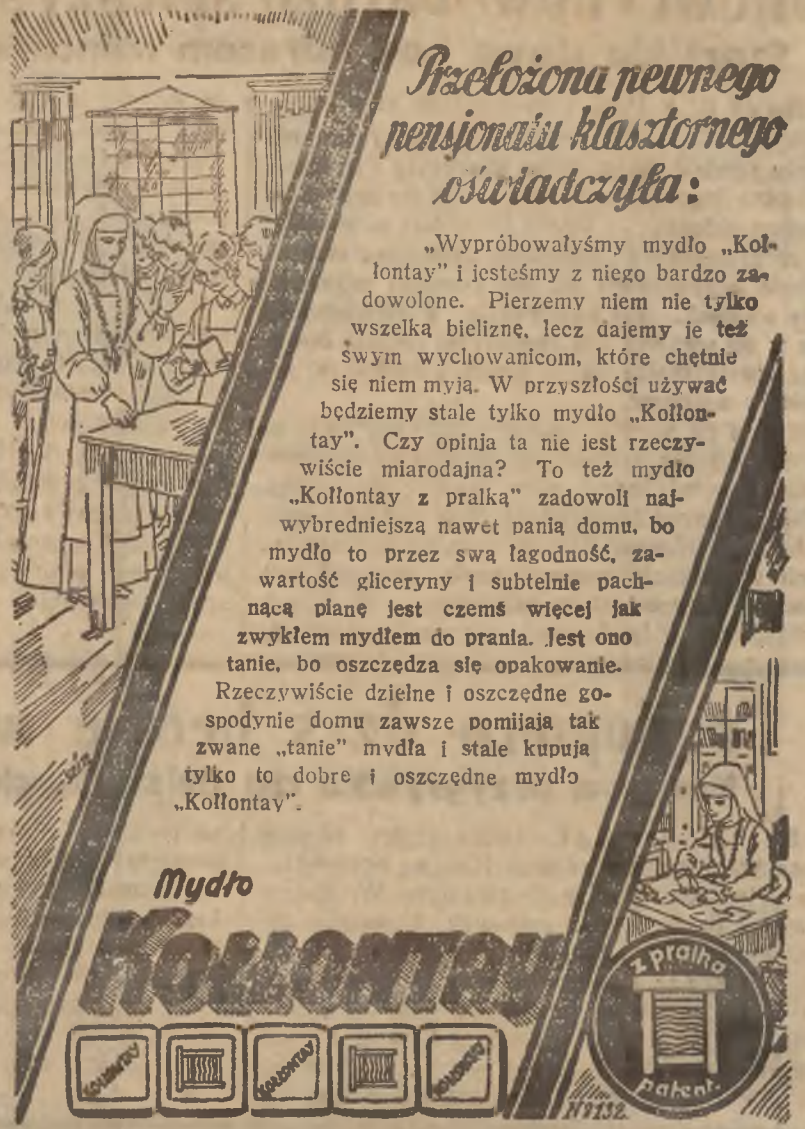 Przełożona pewnego
pensjonatu klasztornego
oświadczyła:
„Wypróbowałyśmy mydło „Koł-
łontay” i jesteśmy z niego bardzo za-
dowolone. Pierzemy niem nie tylko
wszelką bieliznę, lecz dajemy je też
swym wychowanicom, które chętnie
się niem myją. W przyszłości używać
będziemy stale tylko mydło „Kołłon-
tay”. Czy opinja ta nie jest rzeczy-
wiście miarodajna? To też mydło
„Kołłontay z pralką” zadowoli naj-
wybredniejszą nawet panią domu, bo
mydło to przez swą łagodność, za-
wartość gliceryny i subtelnie pach-
nącą pianę jest czemś więcej jak
zwykłem mydłem do prania. Jest ono
tanie, bo oszczędza się opakowanie.
Rzeczywiście dzielne i oszczędne go-
spodynie domu zawsze pomijają tak
zwane „tanie” mydła i stale kupują
tylko to dobre i oszczędne mydło
„Kołłontay”.
Mydło
KOŁŁONTAY
z pralką
patent.
KOŁŁONTAY
KOŁŁONTAY
KOŁŁONTAY
Nº 132.